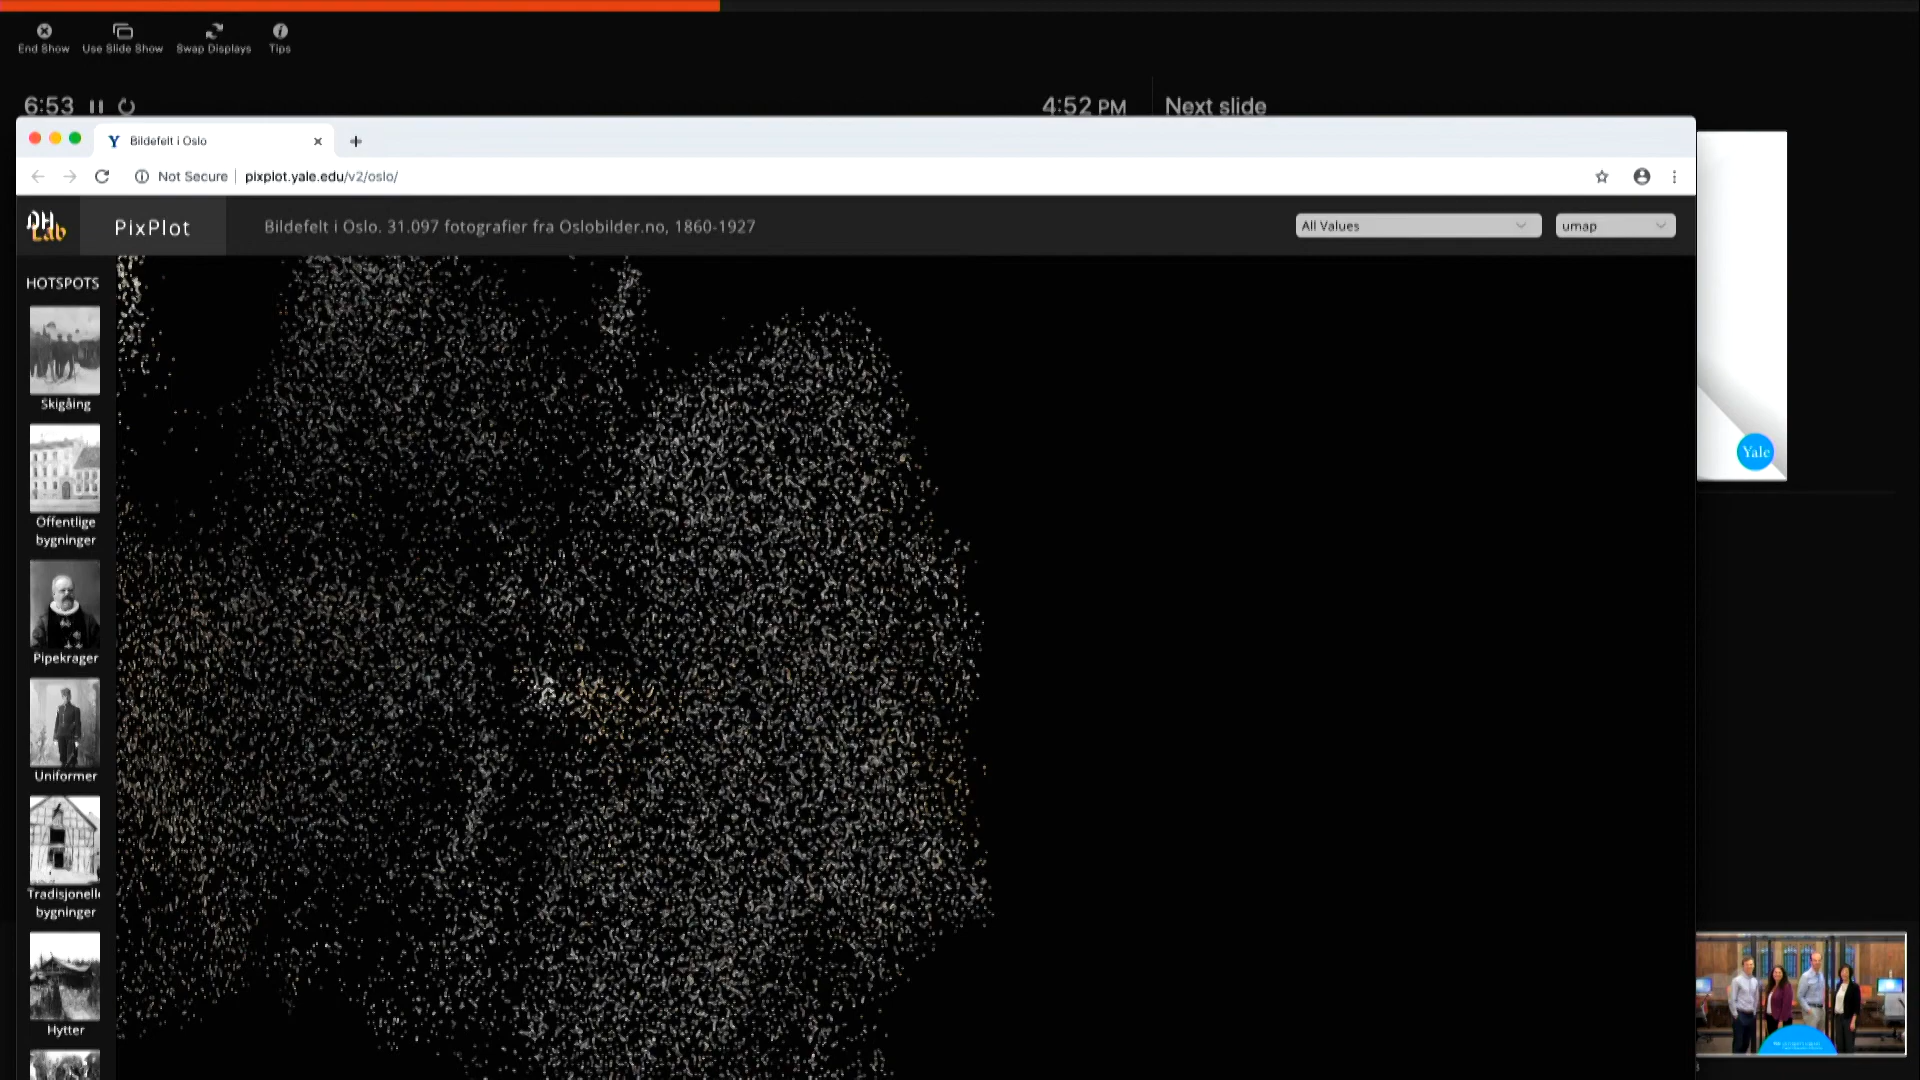 End Show
Use Slide Show
Swap Displays
Tips
6:53
4:52 PM
Next slide
Bildefelt i Oslo
Not Secure
pixplot.yale.edu/v2/oslo/
DH Lab
PixPlot
Bildefelt i Oslo. 31.097 fotografier fra Oslobilder.no, 1860-1927
All Values
umap
HOTSPOTS
Skigåing
Offentlige
bygninger
Pipekrager
Uniformer
Tradisjonelle
bygninger
Hytter
Yale